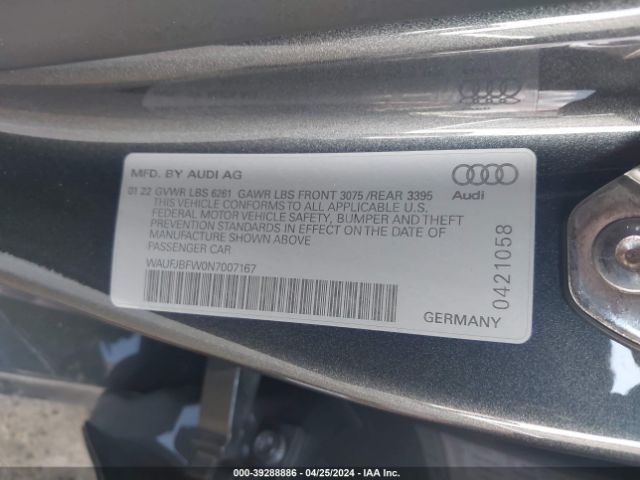 MFD. BY AUDI AG
01 22 GVWR LBS 6261 GAWR LBS FRONT 3075 /REAR 3395
THIS VEHICLE CONFORMS TO ALL APPLICABLE U.S.
FEDERAL MOTOR VEHICLE SAFETY, BUMPER AND THEFT
PREVENTION STANDARDS IN EFFECT ON THE DATE OF
MANUFACTURE SHOWN ABOVE
PASSENGER CAR
WAUFJBFW0N7007167
Audi
0421058
GERMANY
000-39288886 - 04/25/2024 - IAA Inc.